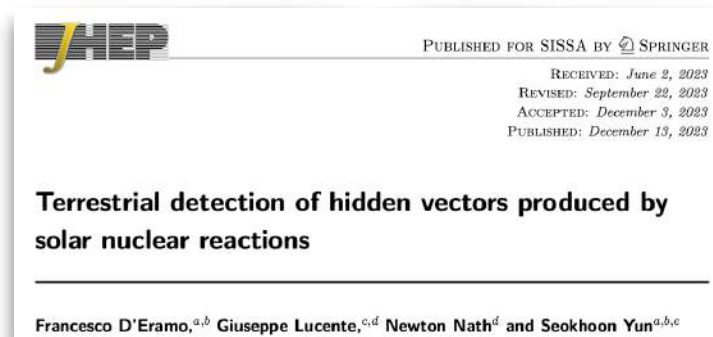 JHEP
PUBLISHED FOR SISSA BY Springer
RECEIVED: June 2, 2023
REVISED: September 22, 2023
ACCEPTED: December 3, 2023
PUBLISHED: December 13, 2023
Terrestrial detection of hidden vectors produced by
solar nuclear reactions
Francesco D'Eramo,a,b Giuseppe Lucente,c,d Newton Nathd and Seokhoon Yuna,b,c